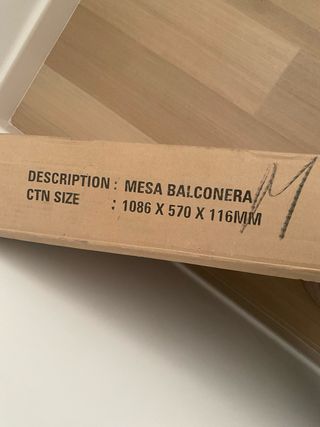 DESCRIPTION : MESA BALCONERA
CTN SIZE : 1086 X 570 X 116MM
M